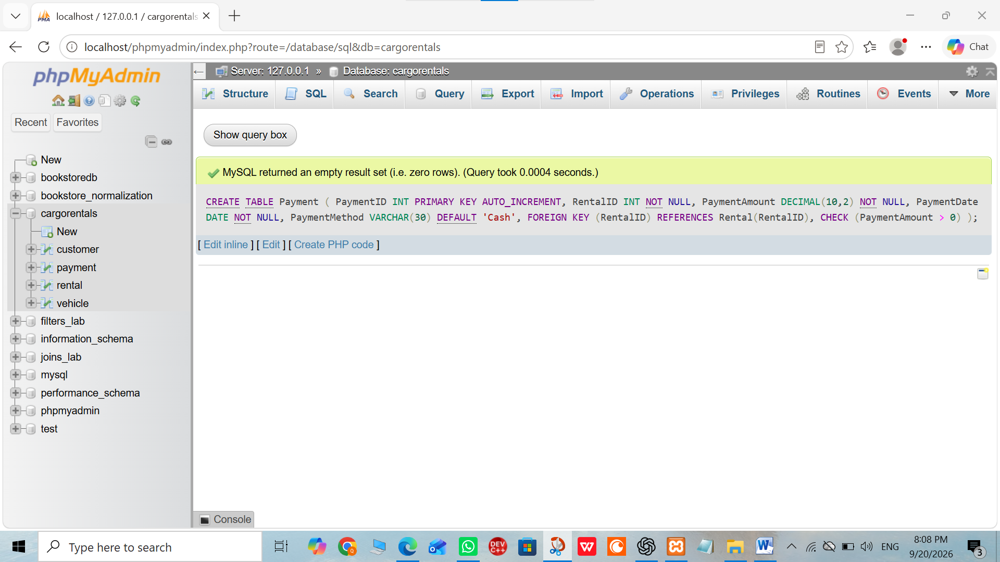 localhost / 127.0.0.1 / cargorentals
localhost/phpmyadmin/index.php?route=/database/sql&db=cargorentals
Chat
phpMyAdmin
Recent
Favorites
New
bookstoredb
bookstore_normalization
cargorentals
New
customer
payment
rental
vehicle
filters_lab
information_schema
joins_lab
mysql
performance_schema
phpmyadmin
test
Server: 127.0.0.1 » Database: cargorentals
Structure
SQL
Search
Query
Export
Import
Operations
Privileges
Routines
Events
More
Show query box
MySQL returned an empty result set (i.e. zero rows). (Query took 0.0004 seconds.)
CREATE TABLE Payment ( PaymentID INT PRIMARY KEY AUTO_INCREMENT, RentalID INT NOT NULL, PaymentAmount DECIMAL(10,2) NOT NULL, PaymentDate
DATE NOT NULL, PaymentMethod VARCHAR(30) DEFAULT 'Cash', FOREIGN KEY (RentalID) REFERENCES Rental(RentalID), CHECK (PaymentAmount > 0) );
[ Edit inline ] [ Edit ] [ Create PHP code ]
Console
Type here to search
DEV
C++
ENG
8:08 PM
9/20/2026
3